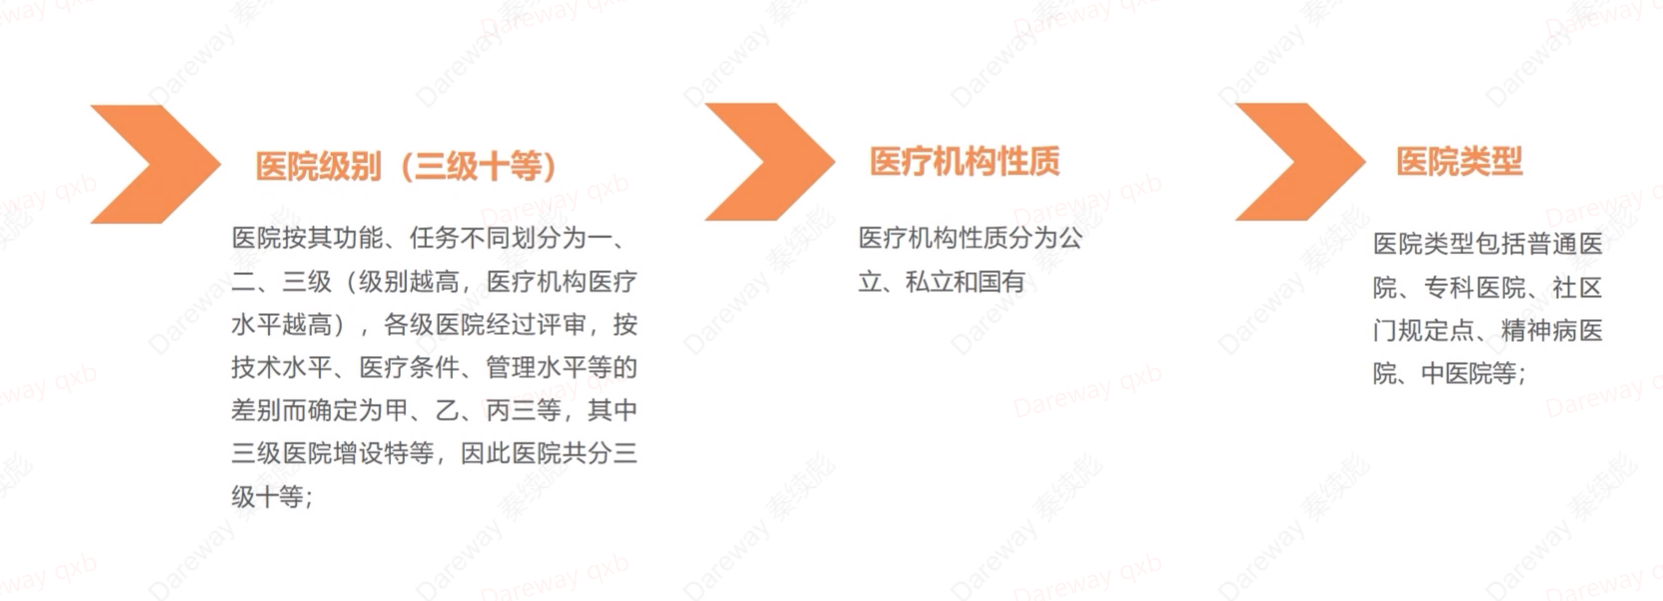 医院级别（三级十等）
医院按其功能、任务不同划分为一、
二、三级（级别越高，医疗机构医疗
水平越高），各级医院经过评审，按
技术水平、医疗条件、管理水平等的
差别而确定为甲、乙、丙三等，其中
三级医院增设特等，因此医院共分三
级十等；
医疗机构性质
医疗机构性质分为公
立、私立和国有
医院类型
医院类型包括普通医
院、专科医院、社区
门规定点、精神病医
院、中医院等；
Dareway 秦续彪
Dareway qxb